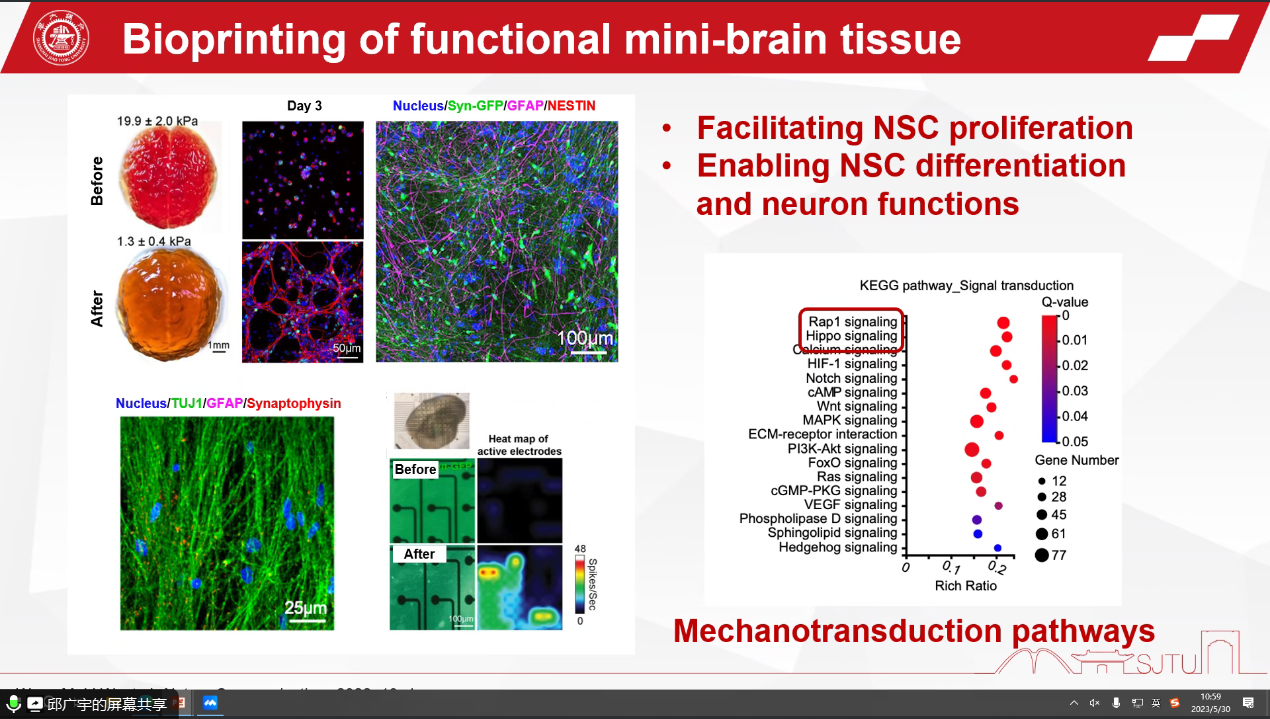 Bioprinting of functional mini-brain tissue
19.9 ± 2.0 kPa
Before
1.3 ± 0.4 kPa
After
1mm
Day 3
50μm
Nucleus/Syn-GFP/GFAP/NESTIN
100μm
Nucleus/TUJ1/GFAP/Synaptophysin
25μm
Heat map of
active electrodes
Before
After
100μm
48
Spikes/Sec
0
• Facilitating NSC proliferation
• Enabling NSC differentiation
and neuron functions
KEGG pathway_Signal transduction
Rap1 signaling
Hippo signaling
Calcium signaling
HIF-1 signaling
Notch signaling
cAMP signaling
Wnt signaling
MAPK signaling
ECM-receptor interaction
PI3K-Akt signaling
FoxO signaling
Ras signaling
cGMP-PKG signaling
VEGF signaling
Phospholipase D signaling
Sphingolipid signaling
Hedgehog signaling
0 0.1 0.2
Rich Ratio
Q-value
0
0.01
0.02
0.03
0.04
0.05
Gene Number
12
28
45
61
77
Mechanotransduction pathways
SJTU
邱广宇的屏幕共享
英
10:59
2023/5/30